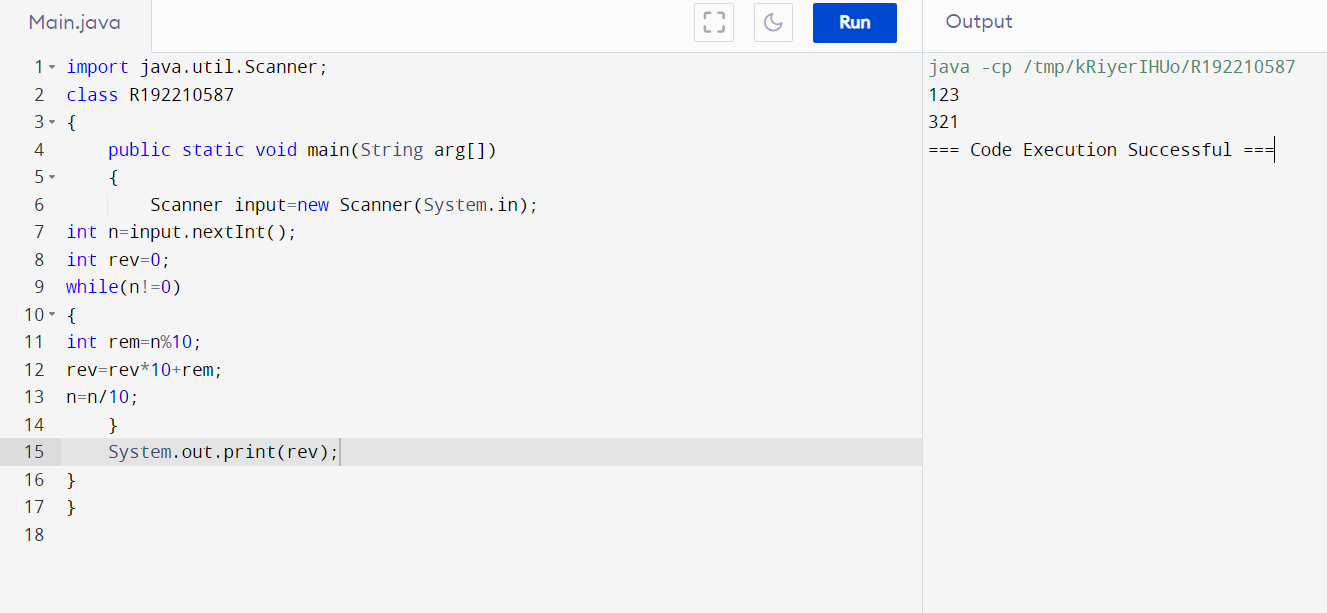 Main.java
Run
Output
1 import java.util.Scanner;
2 class R192210587
3 {
4 public static void main(String arg[])
5 {
6 Scanner input=new Scanner(System.in);
7 int n=input.nextInt();
8 int rev=0;
9 while(n!=0)
10 {
11 int rem=n%10;
12 rev=rev*10+rem;
13 n=n/10;
14 }
15 System.out.print(rev);
16 }
17 }
18
java -cp /tmp/kRiyerIHUo/R192210587
123
321
=== Code Execution Successful ===